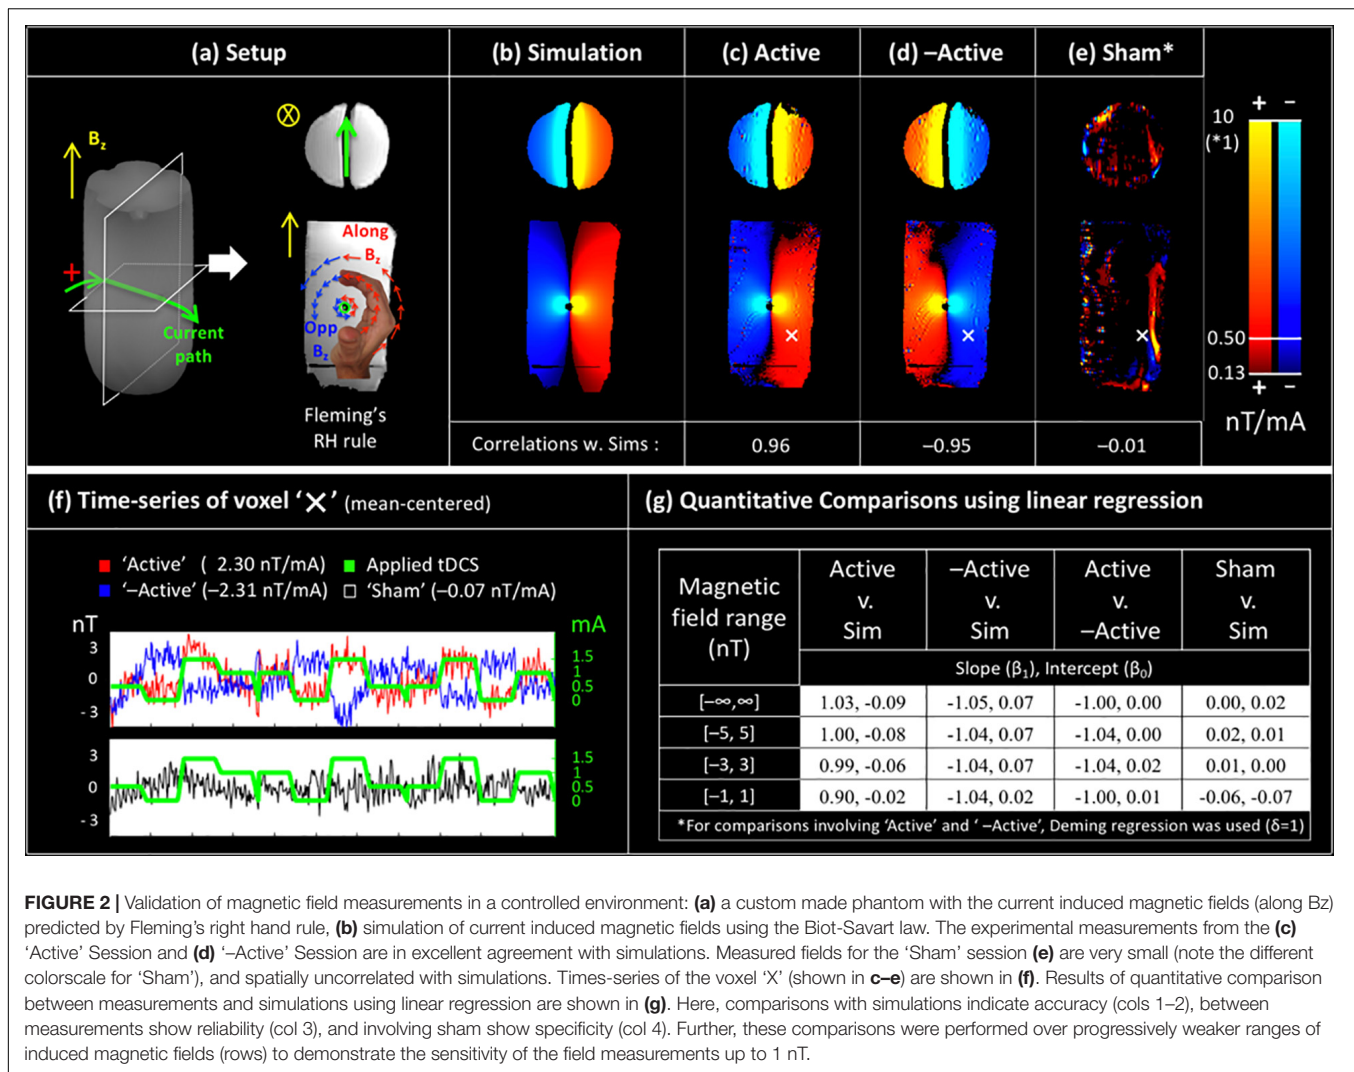 (a) Setup
(b) Simulation
(c) Active
(d) –Active
(e) Sham*
Bz
+
Current
path
Ⓧ
Along
Bz
Opp
Bz
Fleming's
RH rule
×
×
×
+ –
10
(*1)
0.50
0.13
+ –
nT/mA
Correlations w. Sims :
0.96
–0.95
–0.01
(f) Time-series of voxel '×' (mean-centered)
'Active' ( 2.30 nT/mA)
Applied tDCS
'–Active' (–2.31 nT/mA)
'Sham' (–0.07 nT/mA)
nT
mA
3
0
- 3
1.5
1
0.5
0
3
0
- 3
1.5
1
0.5
0
(g) Quantitative Comparisons using linear regression
Magnetic
field range
(nT)
Active
v.
Sim
–Active
v.
Sim
Active
v.
–Active
Sham
v.
Sim
Slope (β1), Intercept (β0)
[–∞,∞] 1.03, -0.09 -1.05, 0.07 -1.00, 0.00 0.00, 0.02
[–5, 5] 1.00, -0.08 -1.04, 0.07 -1.04, 0.00 0.02, 0.01
[–3, 3] 0.99, -0.06 -1.04, 0.07 -1.04, 0.02 0.01, 0.00
[–1, 1] 0.90, -0.02 -1.04, 0.02 -1.00, 0.01 -0.06, -0.07
*For comparisons involving 'Active' and ' –Active', Deming regression was used (δ=1)
FIGURE 2 | Validation of magnetic field measurements in a controlled environment: (a) a custom made phantom with the current induced magnetic fields (along Bz)
predicted by Fleming's right hand rule, (b) simulation of current induced magnetic fields using the Biot-Savart law. The experimental measurements from the (c)
'Active' Session and (d) '–Active' Session are in excellent agreement with simulations. Measured fields for the 'Sham' session (e) are very small (note the different
colorscale for 'Sham'), and spatially uncorrelated with simulations. Times-series of the voxel 'X' (shown in c–e) are shown in (f). Results of quantitative comparison
between measurements and simulations using linear regression are shown in (g). Here, comparisons with simulations indicate accuracy (cols 1–2), between
measurements show reliability (col 3), and involving sham show specificity (col 4). Further, these comparisons were performed over progressively weaker ranges of
induced magnetic fields (rows) to demonstrate the sensitivity of the field measurements up to 1 nT.